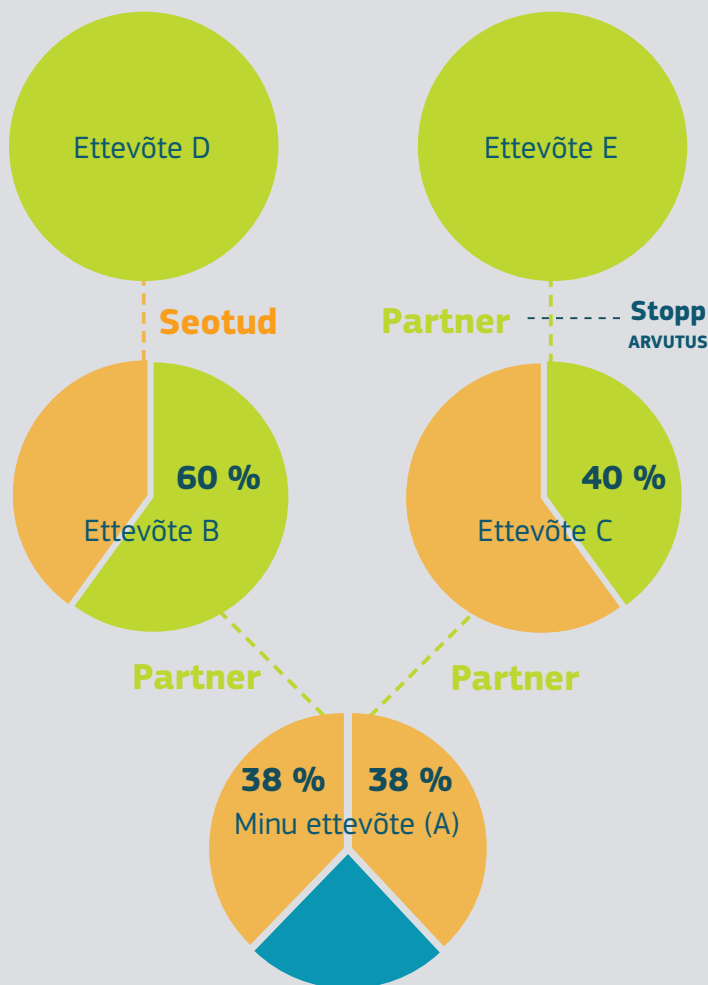 Ettevõte D
Ettevõte E
Seotud
Partner
Stopp
ARVUTUS
60 %
Ettevõte B
40 %
Ettevõte C
Partner
Partner
38 %
38 %
Minu ettevõte (A)